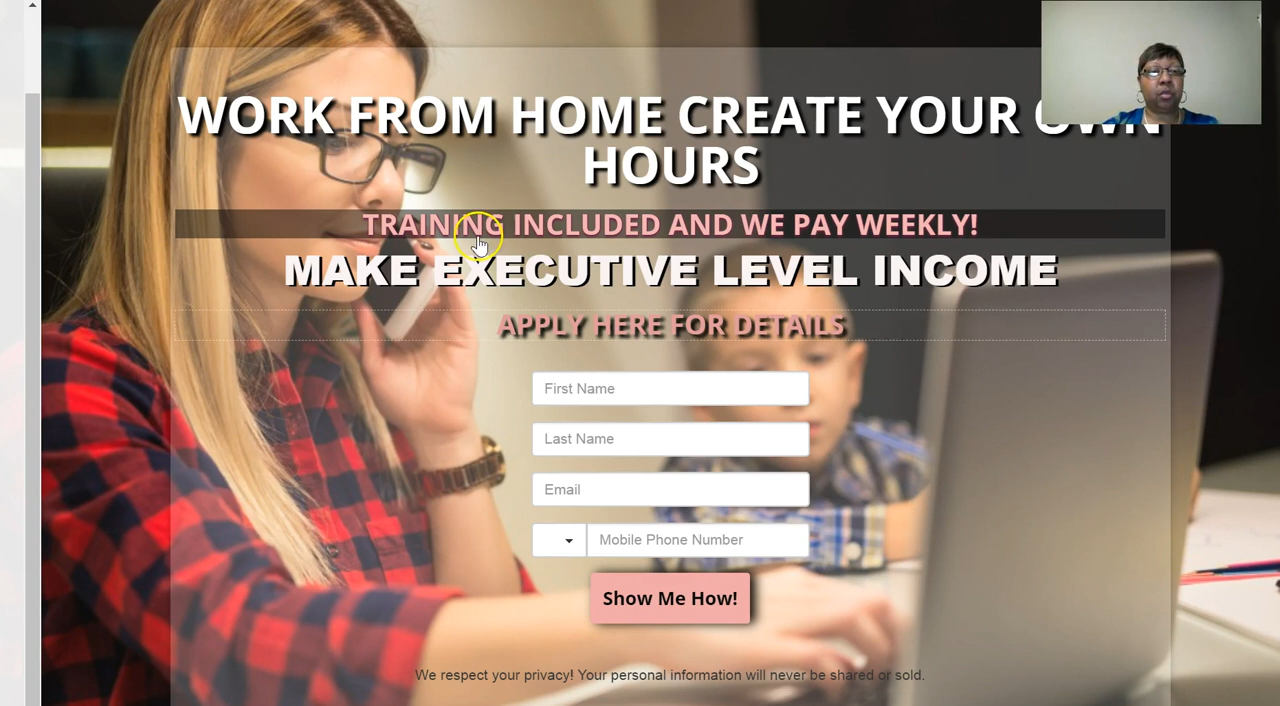 WORK FROM HOME CREATE YOUR OWN
HOURS
TRAINING INCLUDED AND WE PAY WEEKLY!
MAKE EXECUTIVE LEVEL INCOME
APPLY HERE FOR DETAILS
First Name
Last Name
Email
Mobile Phone Number
Show Me How!
We respect your privacy! Your personal information will never be shared or sold.